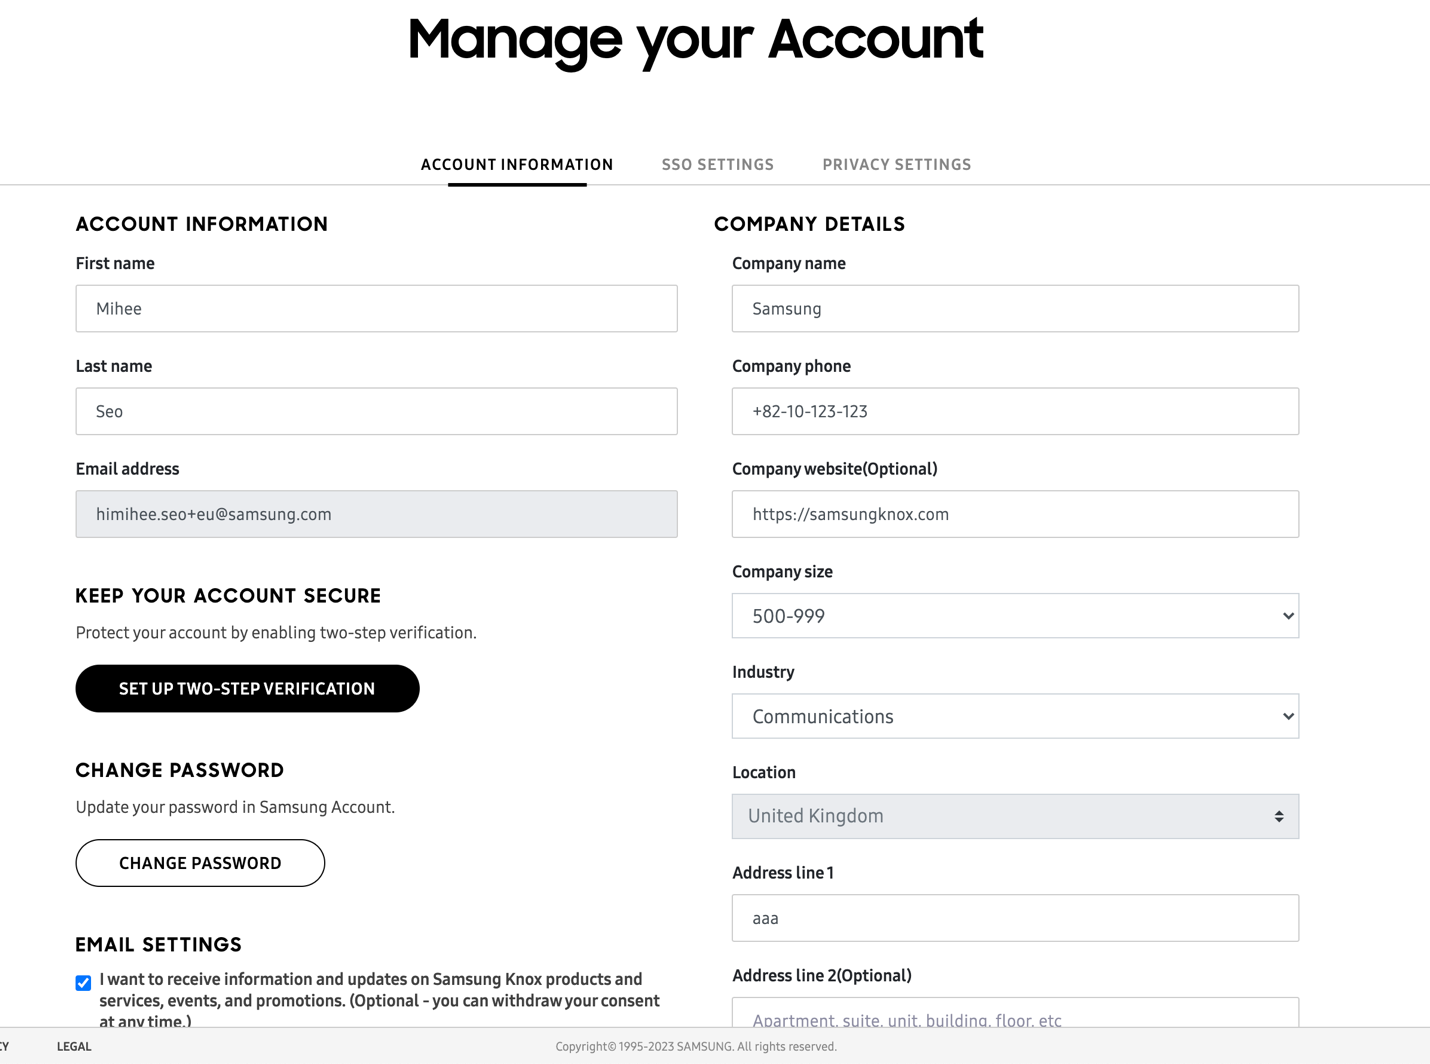 Manage your Account
ACCOUNT INFORMATION
SSO SETTINGS
PRIVACY SETTINGS
ACCOUNT INFORMATION
First name
Mihee
Last name
Seo
Email address
himihee.seo+eu@samsung.com
KEEP YOUR ACCOUNT SECURE
Protect your account by enabling two-step verification.
SET UP TWO-STEP VERIFICATION
CHANGE PASSWORD
Update your password in Samsung Account.
CHANGE PASSWORD
EMAIL SETTINGS
I want to receive information and updates on Samsung Knox products and
services, events, and promotions. (Optional - you can withdraw your consent
at any time.)
COMPANY DETAILS
Company name
Samsung
Company phone
+82-10-123-123
Company website(Optional)
https://samsungknox.com
Company size
500-999
Industry
Communications
Location
United Kingdom
Address line 1
aaa
Address line 2(Optional)
Apartment, suite, unit, building, floor, etc
LEGAL
Copyright© 1995-2023 SAMSUNG. All rights reserved.